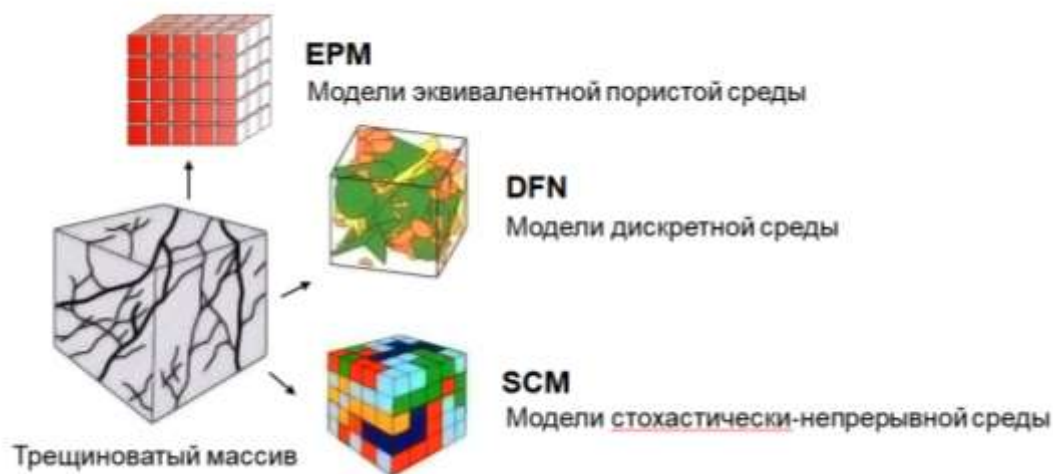 EPM
Модели эквивалентной пористой среды
DFN
Модели дискретной среды
SCM
Модели стохастически-непрерывной среды
Трещиноватый массив